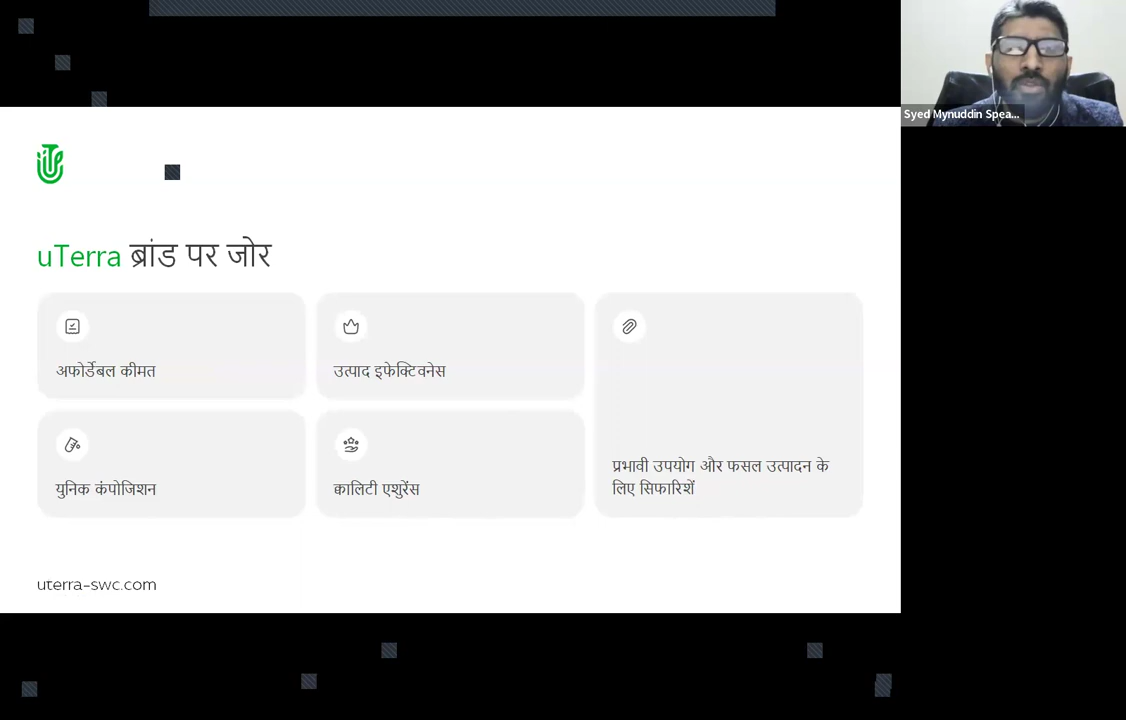 Syed Mynuddin Spea...
uTerra ब्रांड पर जोर
अफोर्डेबल कीमत
उत्पाद इफेक्टिवनेस
युनिक कंपोजिशन
क्वालिटी एशुरेंस
प्रभावी उपयोग और फसल उत्पादन के
लिए सिफारिशें
uterra-swc.com